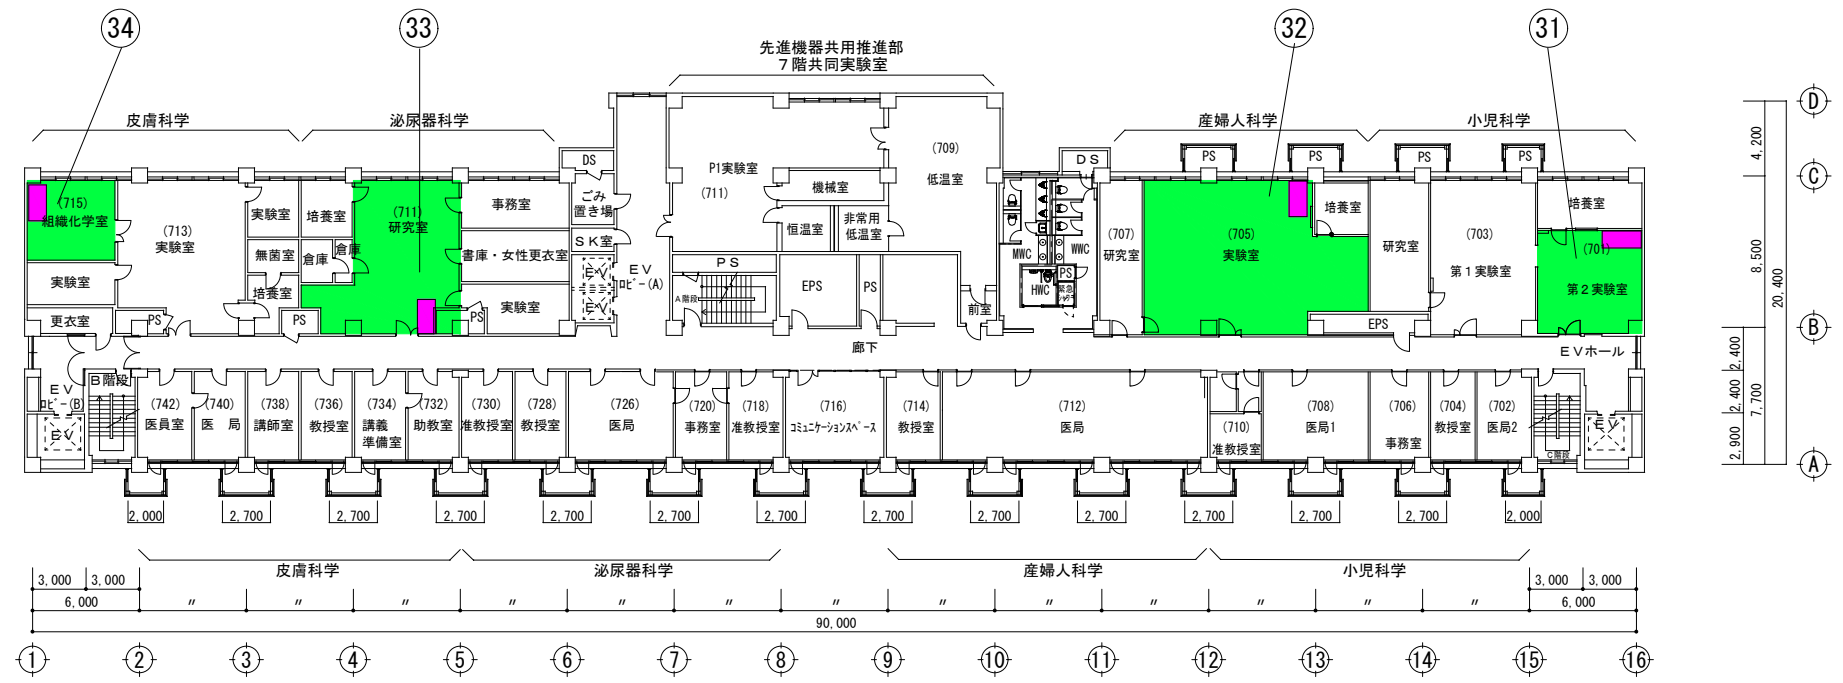 34
33
32
31
先進機器共用推進部
7階共同実験室
皮膚科学
泌尿器科学
産婦人科学
小児科学
D
C
B
A
4,200
8,500
20,400
2,400
2,400
7,700
2,900
DS
DS
PS
PS
PS
PS
(715)
組織化学室
(713)
実験室
実験室
培養室
無菌室
倉庫
倉庫
培養室
実験室
更衣室
PS
PS
(711)
研究室
事務室
書庫・女性更衣室
実験室
PS
ごみ
置き場
SK室
EV
EV
EV
ロビー(A)
P1実験室
(711)
機械室
恒温室
非常用
低温室
(709)
低温室
PS
A階段
EPS
PS
前室
MWC
WWC
HWC
PS
緊急
シャワー
(707)
研究室
(705)
実験室
培養室
研究室
EPS
(703)
第1実験室
培養室
(701)
第2実験室
廊下
EVホール
EV
ロビー(B)
EV
B階段
(742)
医員室
(740)
医 局
(738)
講師室
(736)
教授室
(734)
講義
準備室
(732)
助教室
(730)
准教授室
(728)
教授室
(726)
医局
(720)
事務室
(718)
准教授室
(716)
コミュニケーションスペース
(714)
教授室
(712)
医局
(710)
准教授室
(708)
医局1
(706)
事務室
(704)
教授室
(702)
医局2
C階段
EV
2,000
2,700
2,700
2,700
2,700
2,700
2,700
2,700
2,700
2,700
2,700
2,700
2,700
2,000
皮膚科学
泌尿器科学
産婦人科学
小児科学
3,000
3,000
3,000
3,000
6,000
〃
〃
〃
〃
〃
〃
〃
〃
〃
〃
〃
〃
〃
6,000
90,000
1
2
3
4
5
6
7
8
9
10
11
12
13
14
15
16